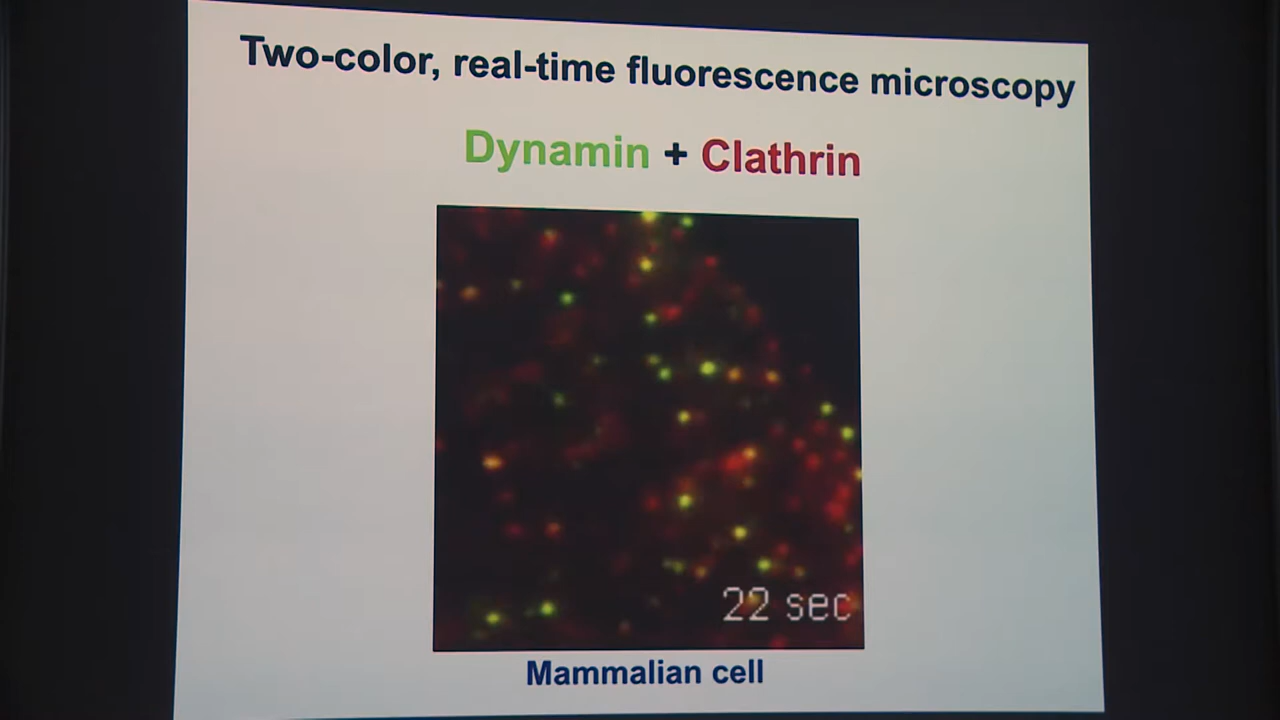 Two-color, real-time fluorescence microscopy
Dynamin + Clathrin
22 sec
Mammalian cell